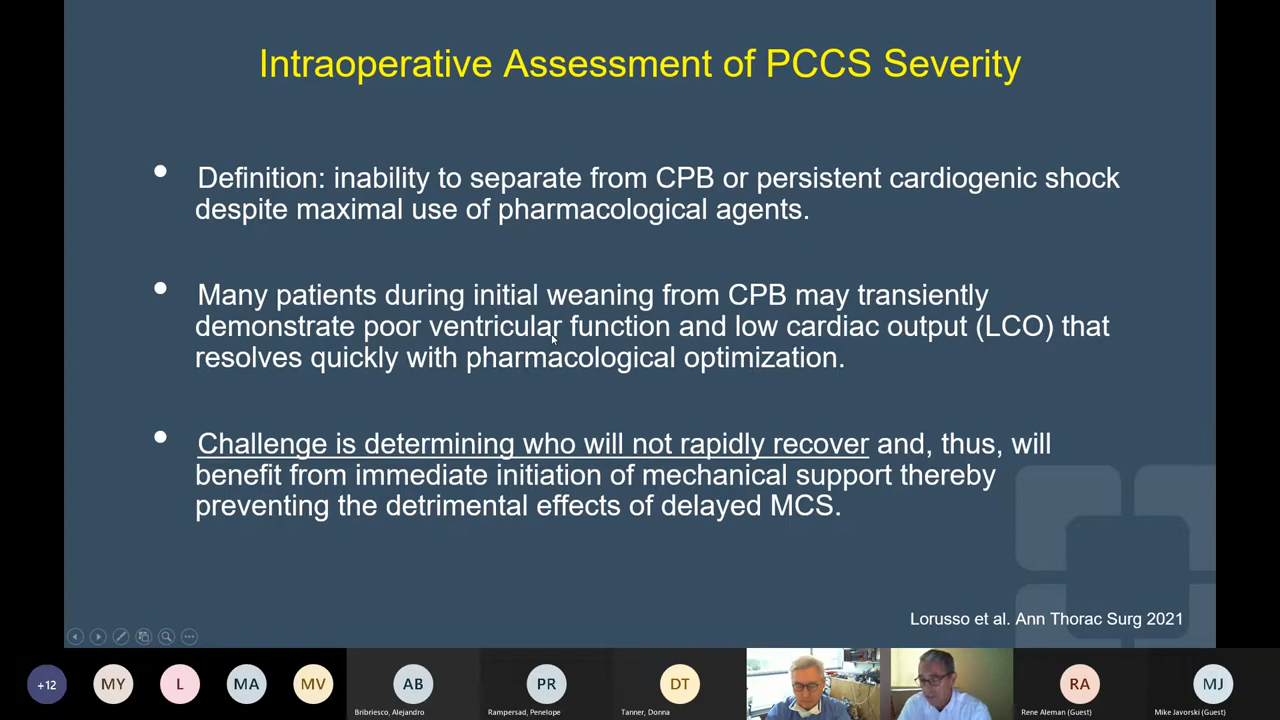 Intraoperative Assessment of PCCS Severity
• Definition: inability to separate from CPB or persistent cardiogenic shock
despite maximal use of pharmacological agents.
• Many patients during initial weaning from CPB may transiently
demonstrate poor ventricular function and low cardiac output (LCO) that
resolves quickly with pharmacological optimization.
• Challenge is determining who will not rapidly recover and, thus, will
benefit from immediate initiation of mechanical support thereby
preventing the detrimental effects of delayed MCS.
Lorusso et al. Ann Thorac Surg 2021
+12 MY L MA MV AB PR DT RA MJ
Bribriesco, Alejandro Rampersad, Penelope Tanner, Donna Rene Aleman (Guest) Mike Javorski (Guest)